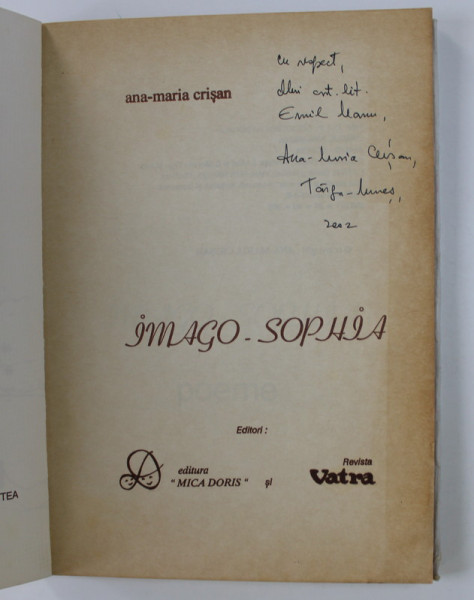 cu respect,
dlui crit. lit.
Emil Manu,
ana-maria crişan
Ana-Maria Crişan,
Târgu-Mureş,
2002
IMAGO - SOPHIA
Editori :
editura
" MICA DORIS "
şi
Revista
Vatra
TEA